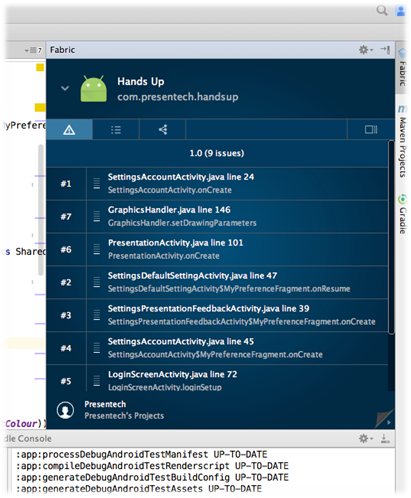 7
Fabric
Hands Up
com.presentech.handsup
1.0 (9 issues)
#1
SettingsAccountActivity.java line 24
SettingsAccountActivity.onCreate
#7
GraphicsHandler.java line 146
GraphicsHandler.setDrawingParameters
#6
PresentationActivity.java line 101
PresentationActivity.onCreate
#2
SettingsDefaultSettingActivity.java line 47
SettingsDefaultSettingActivity$MyPreferenceFragment.onResume
#3
SettingsPresentationFeedbackActivity.java line 39
SettingsPresentationFeedbackActivity$MyPreferenceFragment.onCreate
#4
SettingsAccountActivity.java line 45
SettingsAccountActivity$MyPreferenceFragment.onCreate
#5
LoginScreenActivity.java line 72
LoginScreenActivity.loginSetup
Presentech
Presentech's Projects
MyPrefere
s Shared
Colour))
Fabric
Maven Projects
Gradle
dle Console
:app:processDebugAndroidTestManifest UP-TO-DATE
:app:compileDebugAndroidTestRenderscript UP-TO-DATE
:app:generateDebugAndroidTestBuildConfig UP-TO-DATE
:app:generateDebugAndroidTestAssets UP-TO-DATE